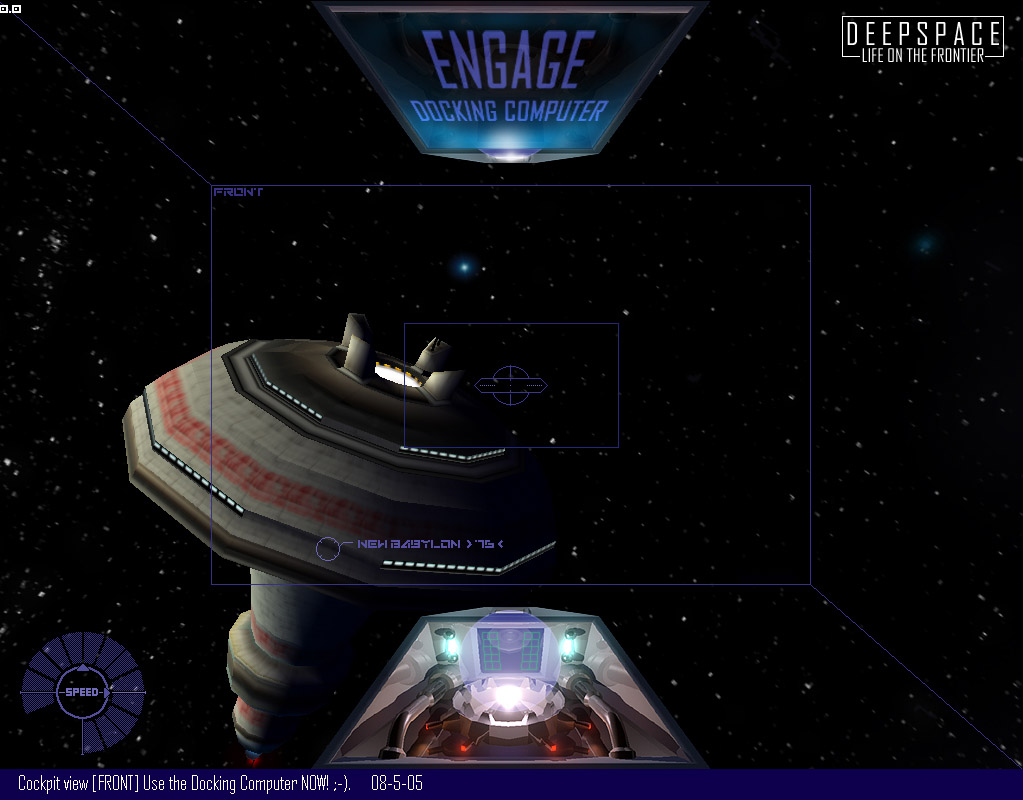 ENGAGE
DOCKING COMPUTER
DEEPSPACE
LIFE ON THE FRONTIER
FRONT
NEW BABYLON > '75 <
SPEED
Cockpit view [FRONT] Use the Docking Computer NOW! ;-). 08-5-05